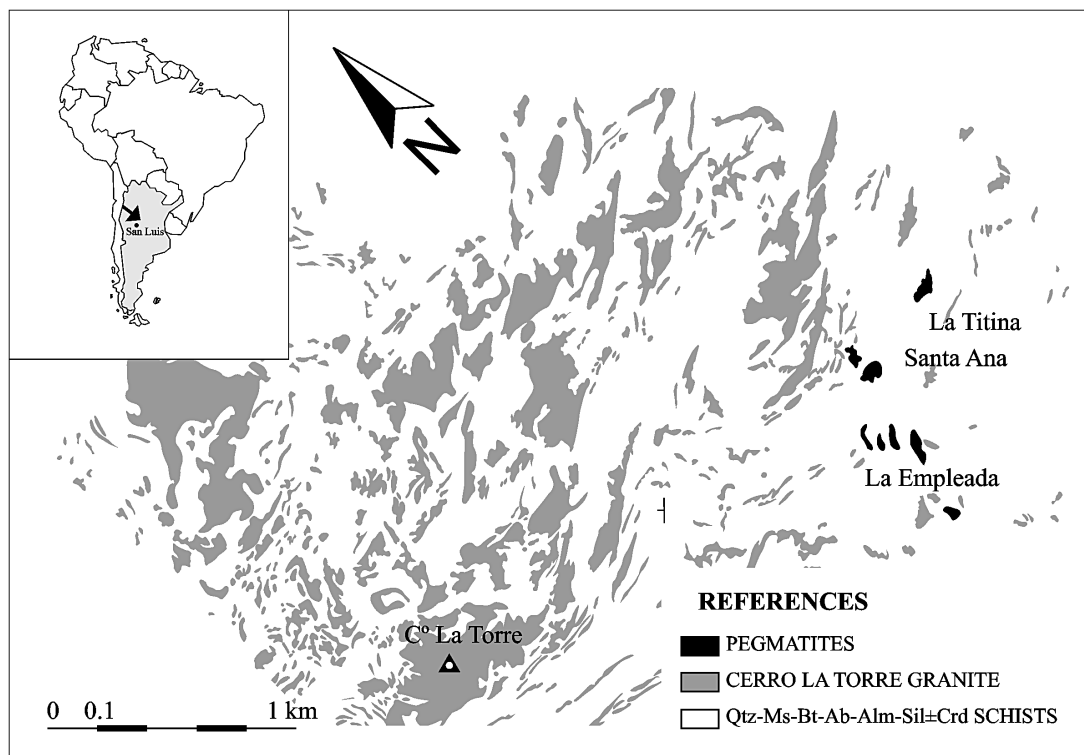 San Luis
N
La Titina
Santa Ana
La Empleada
Cº La Torre
REFERENCES
PEGMATITES
CERRO LA TORRE GRANITE
Qtz-Ms-Bt-Ab-Alm-Sil±Crd SCHISTS
0 0.1 1 km